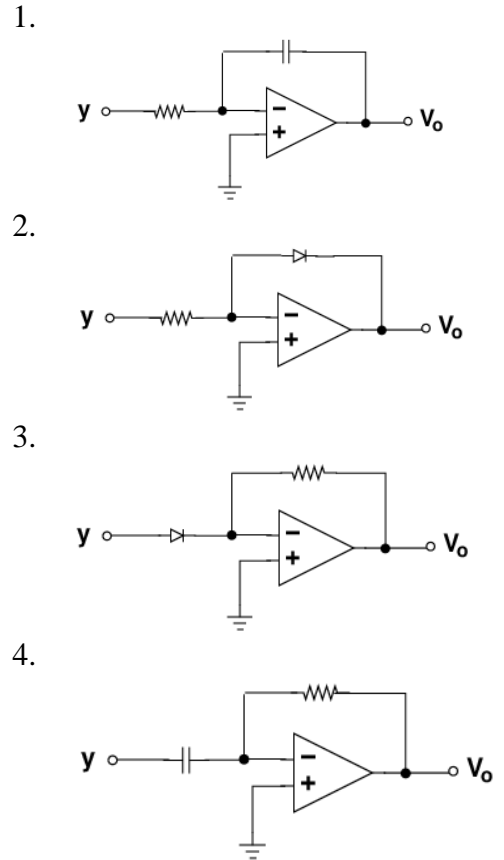 1.
y − + Vo
2.
y − + Vo
3.
y − + Vo
4.
y − + Vo